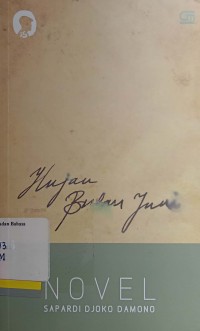 Hujan
Bulan Juni
NOVEL
SAPARDI DJOKO DAMONO